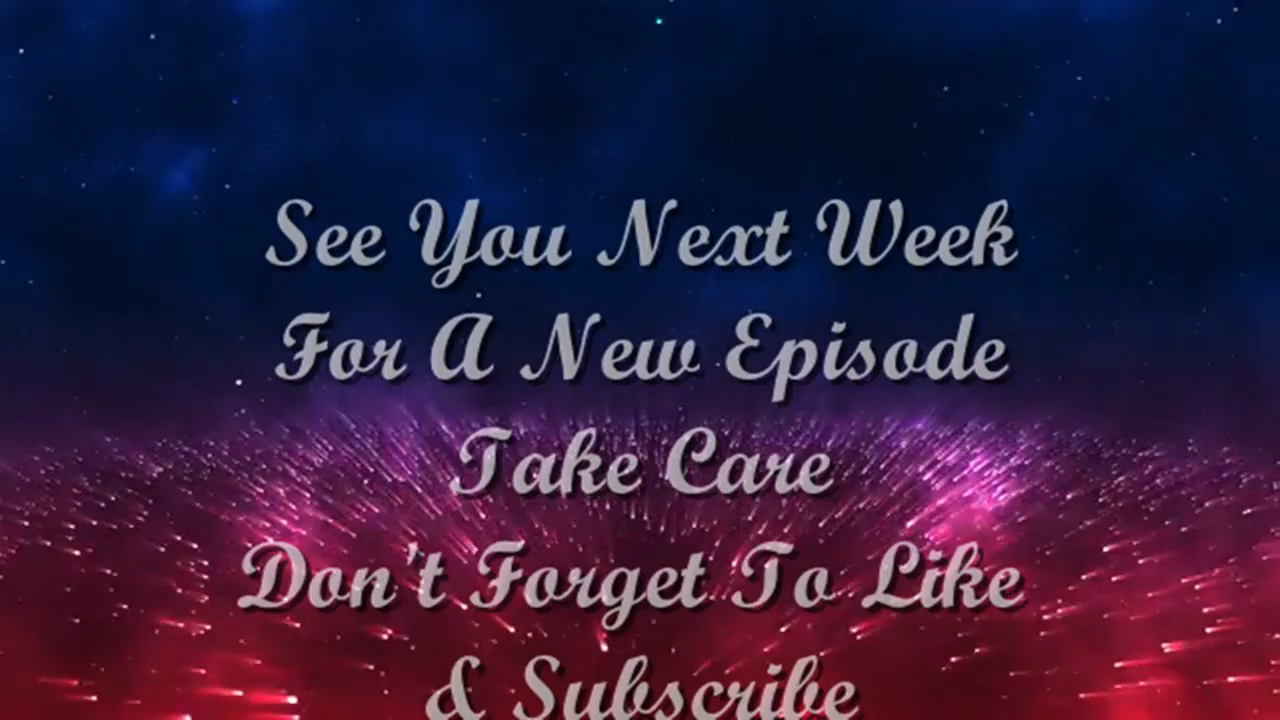 See You Next Week
For A New Episode
Take Care
Don't Forget To Like
& Subscribe